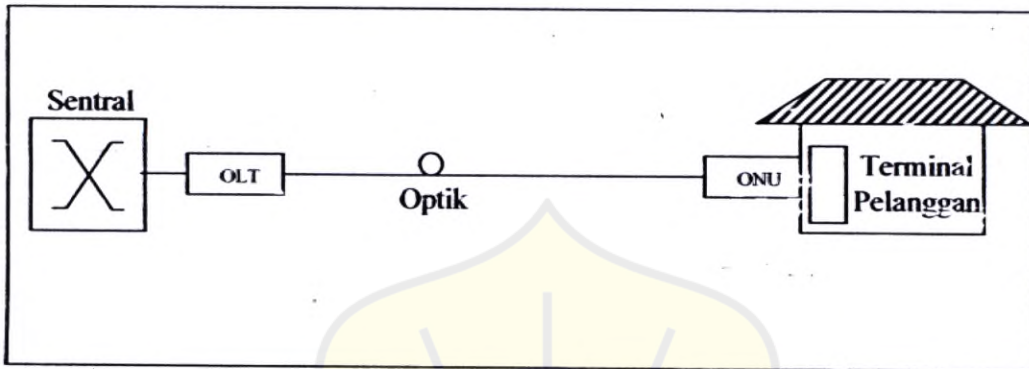 Sentral
OLT
Optik
ONU
Terminal
Pelanggan